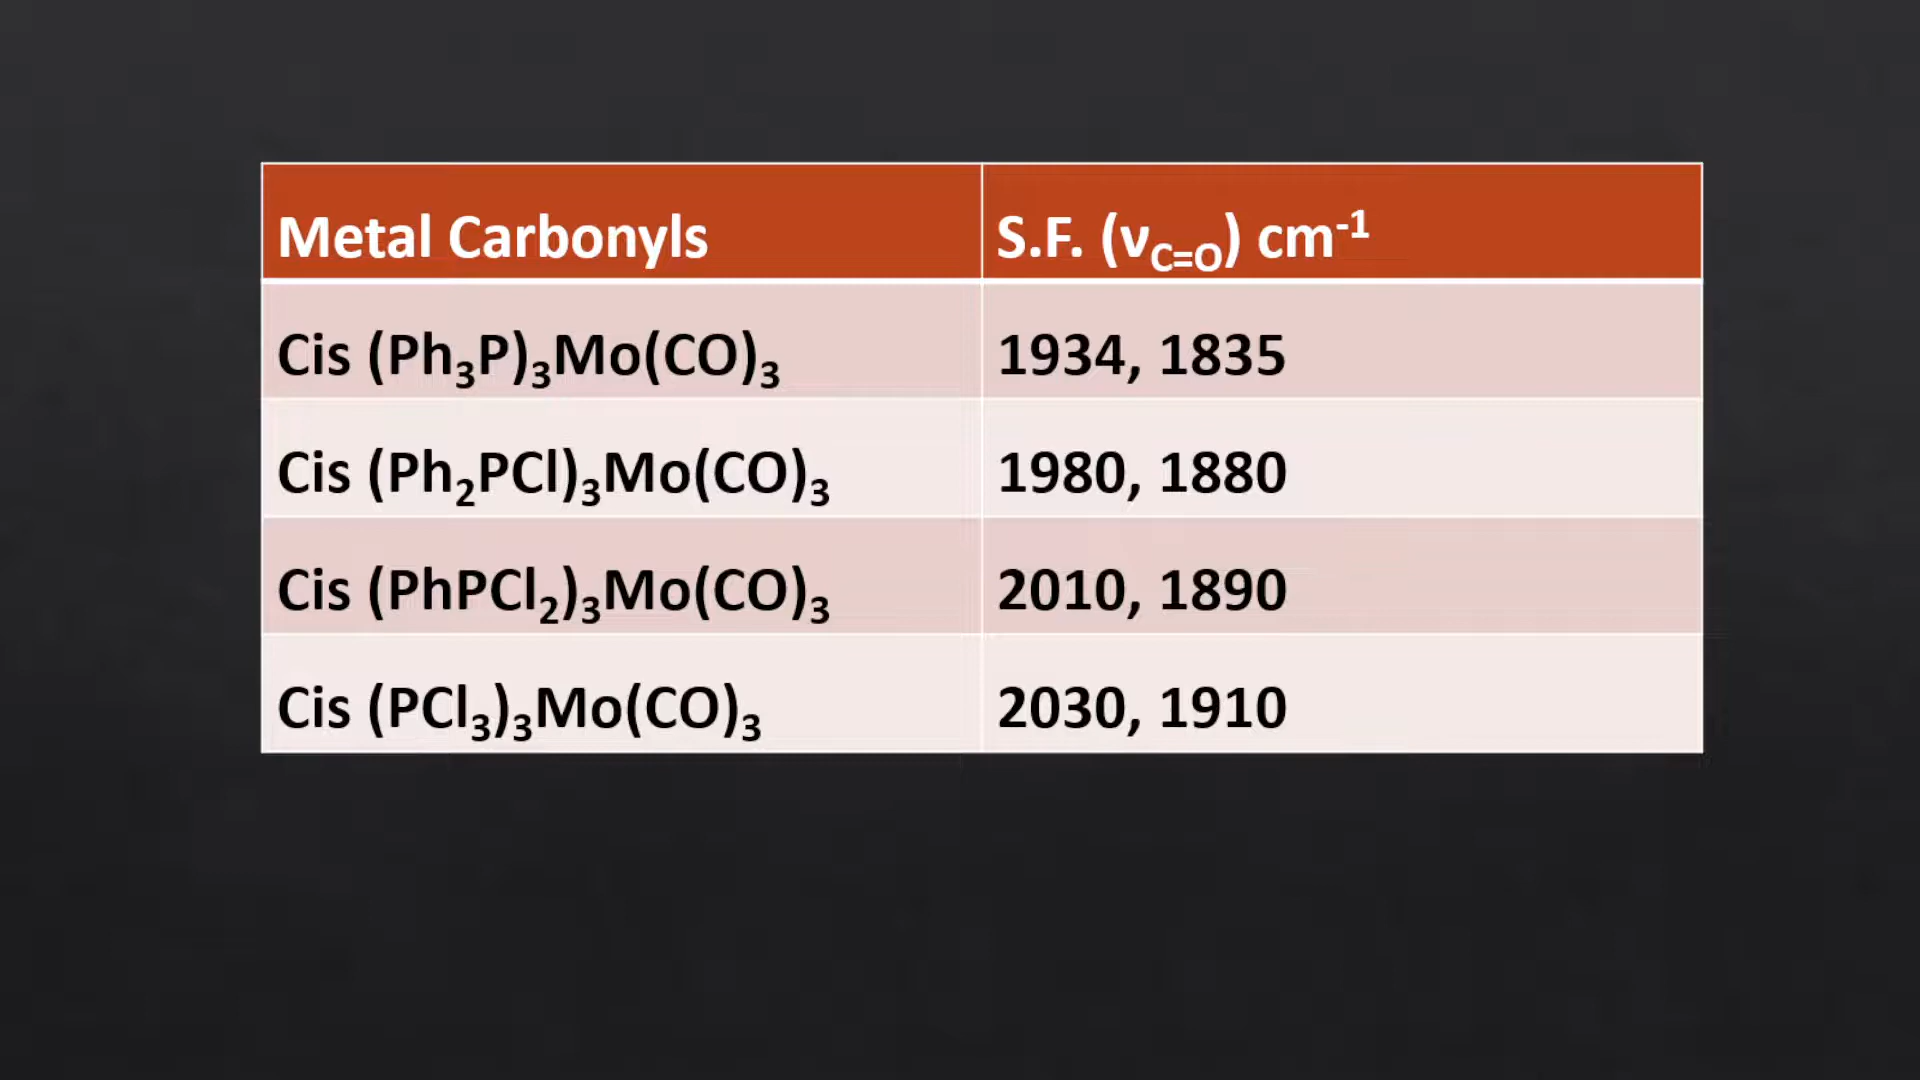 Metal Carbonyls S.F. (ν_C=O) cm⁻¹
Cis (Ph₃P)₃Mo(CO)₃ 1934, 1835
Cis (Ph₂PCl)₃Mo(CO)₃ 1980, 1880
Cis (PhPCl₂)₃Mo(CO)₃ 2010, 1890
Cis (PCl₃)₃Mo(CO)₃ 2030, 1910